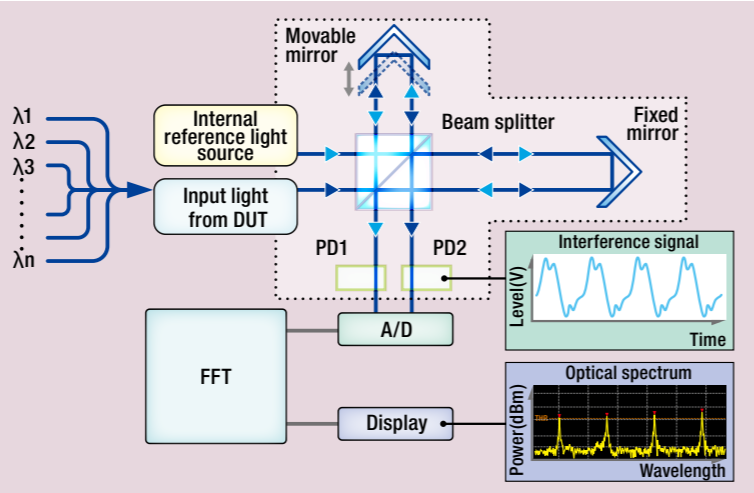 Movable
mirror
λ1
λ2
λ3
λn
Internal
reference light
source
Beam splitter
Fixed
mirror
Input light
from DUT
PD1
PD2
Interference signal
Level(V)
Time
A/D
FFT
Display
Optical spectrum
THR
Power(dBm)
Wavelength